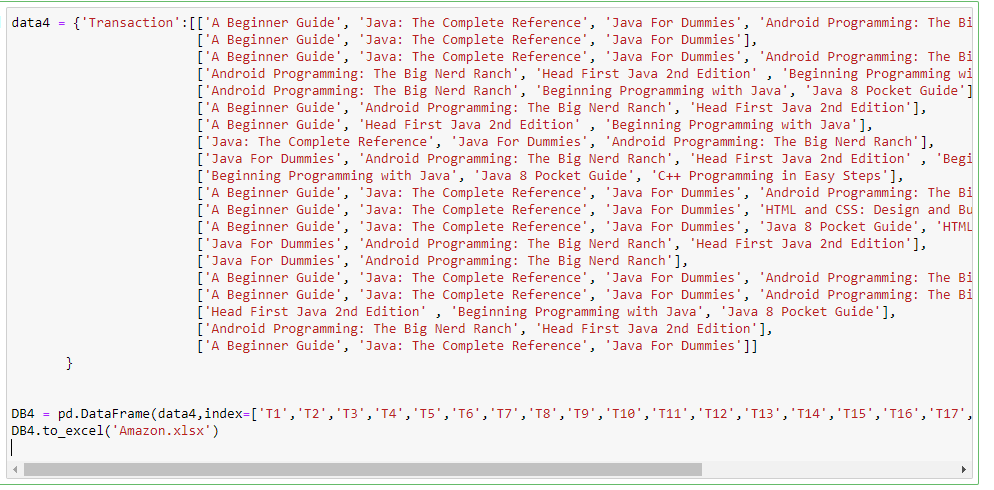 data4 = {'Transaction':[['A Beginner Guide', 'Java: The Complete Reference', 'Java For Dummies', 'Android Programming: The Bi
['A Beginner Guide', 'Java: The Complete Reference', 'Java For Dummies'],
['A Beginner Guide', 'Java: The Complete Reference', 'Java For Dummies', 'Android Programming: The Bi
['Android Programming: The Big Nerd Ranch', 'Head First Java 2nd Edition' , 'Beginning Programming wi
['Android Programming: The Big Nerd Ranch', 'Beginning Programming with Java', 'Java 8 Pocket Guide']
['A Beginner Guide', 'Android Programming: The Big Nerd Ranch', 'Head First Java 2nd Edition'],
['A Beginner Guide', 'Head First Java 2nd Edition' , 'Beginning Programming with Java'],
['Java: The Complete Reference', 'Java For Dummies', 'Android Programming: The Big Nerd Ranch'],
['Java For Dummies', 'Android Programming: The Big Nerd Ranch', 'Head First Java 2nd Edition' , 'Begi
['Beginning Programming with Java', 'Java 8 Pocket Guide', 'C++ Programming in Easy Steps'],
['A Beginner Guide', 'Java: The Complete Reference', 'Java For Dummies', 'Android Programming: The Bi
['A Beginner Guide', 'Java: The Complete Reference', 'Java For Dummies', 'HTML and CSS: Design and Bu
['A Beginner Guide', 'Java: The Complete Reference', 'Java For Dummies', 'Java 8 Pocket Guide', 'HTML
['Java For Dummies', 'Android Programming: The Big Nerd Ranch', 'Head First Java 2nd Edition'],
['Java For Dummies', 'Android Programming: The Big Nerd Ranch'],
['A Beginner Guide', 'Java: The Complete Reference', 'Java For Dummies', 'Android Programming: The Bi
['A Beginner Guide', 'Java: The Complete Reference', 'Java For Dummies', 'Android Programming: The Bi
['Head First Java 2nd Edition' , 'Beginning Programming with Java', 'Java 8 Pocket Guide'],
['Android Programming: The Big Nerd Ranch', 'Head First Java 2nd Edition'],
['A Beginner Guide', 'Java: The Complete Reference', 'Java For Dummies']]
}
DB4 = pd.DataFrame(data4,index=['T1','T2','T3','T4','T5','T6','T7','T8','T9','T10','T11','T12','T13','T14','T15','T16','T17',
DB4.to_excel('Amazon.xlsx')